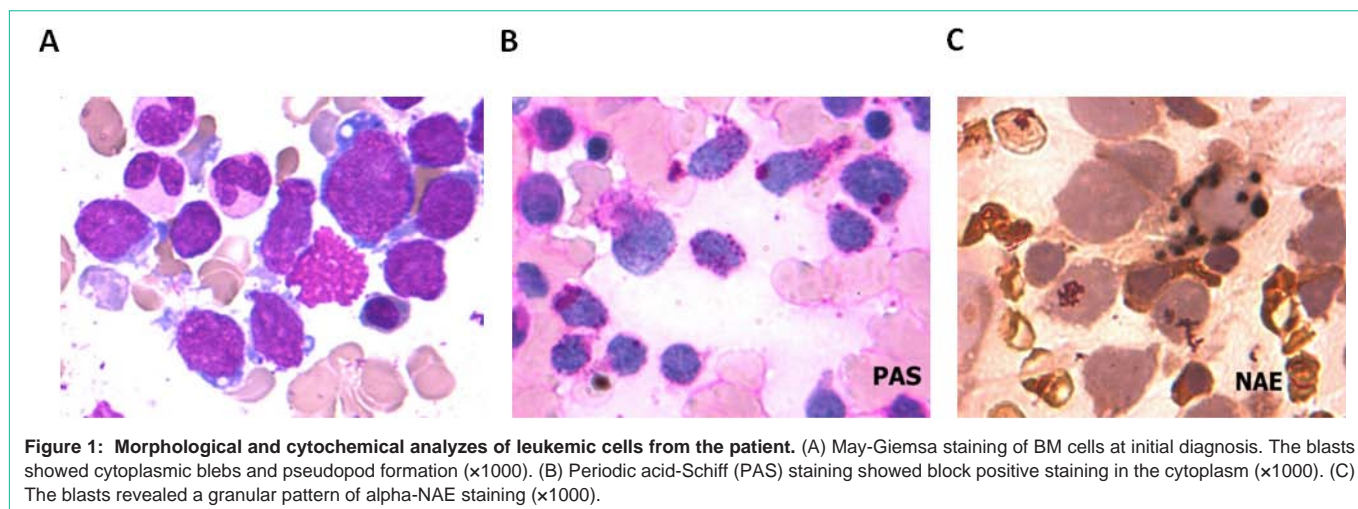 A
B
C
PAS
NAE
Figure 1: Morphological and cytochemical analyzes of leukemic cells from the patient. (A) May-Giemsa staining of BM cells at initial diagnosis. The blasts
showed cytoplasmic blebs and pseudopod formation (×1000). (B) Periodic acid-Schiff (PAS) staining showed block positive staining in the cytoplasm (×1000). (C)
The blasts revealed a granular pattern of alpha-NAE staining (×1000).